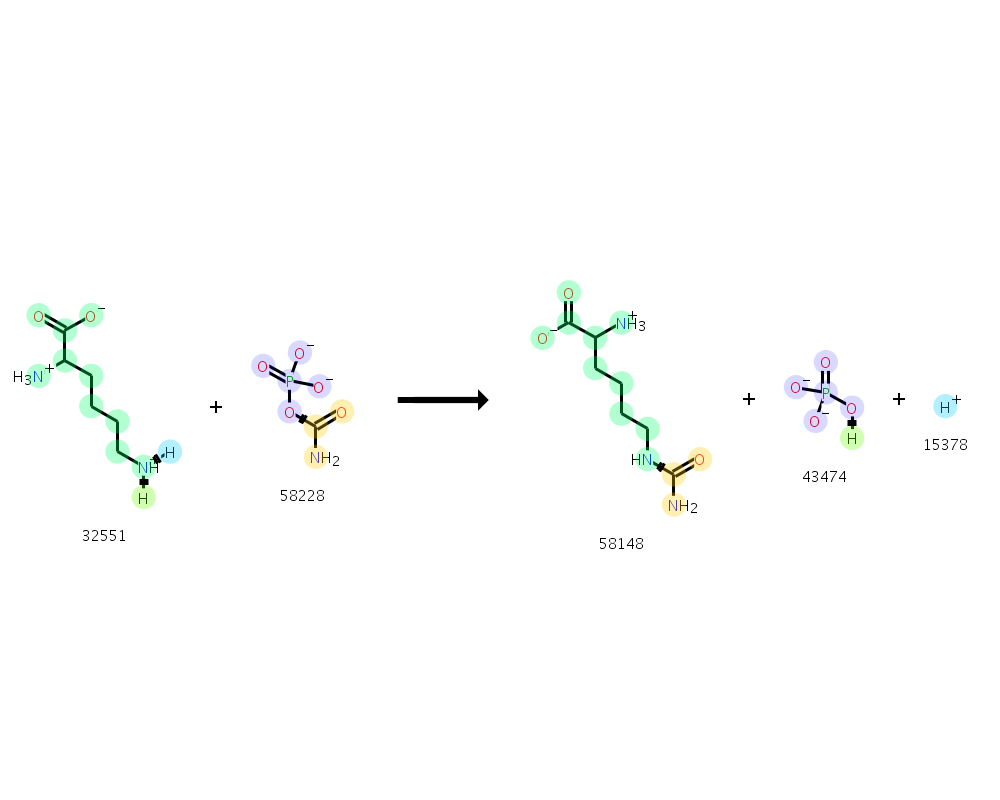 O O −
H3N +
NH H
H
32551
+
O − O P O −
O O
NH2
58228
O
O − NH3 +
HN O
NH2
58148
+
O
O − P O
O − H
43474
+
H +
15378